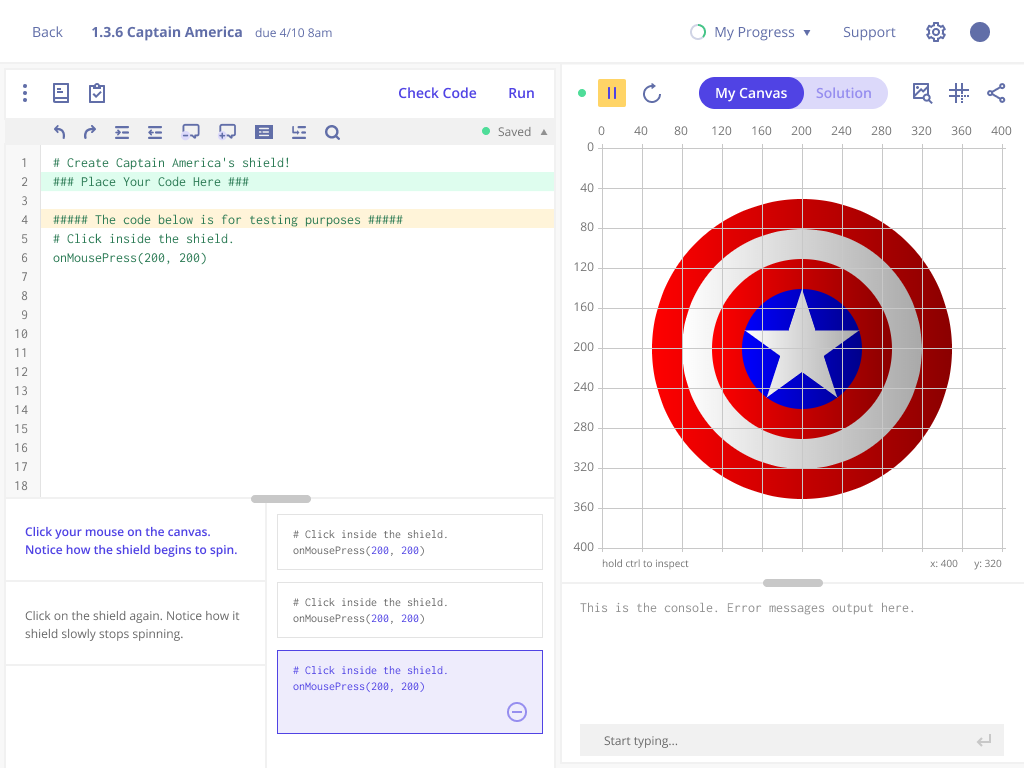 Back 1.3.6 Captain America due 4/10 8am My Progress ▼ Support
Check Code Run
Saved ▲
1 # Create Captain America's shield!
2 ### Place Your Code Here ###
3
4 ##### The code below is for testing purposes #####
5 # Click inside the shield.
6 onMousePress(200, 200)
7
8
9
10
11
12
13
14
15
16
17
18
Click your mouse on the canvas.
Notice how the shield begins to spin.
Click on the shield again. Notice how it
shield slowly stops spinning.
# Click inside the shield.
onMousePress(200, 200)
# Click inside the shield.
onMousePress(200, 200)
# Click inside the shield.
onMousePress(200, 200)
My Canvas Solution
0 40 80 120 160 200 240 280 320 360 400
0
40
80
120
160
200
240
280
320
360
400
hold ctrl to inspect x: 400 y: 320
This is the console. Error messages output here.
Start typing...